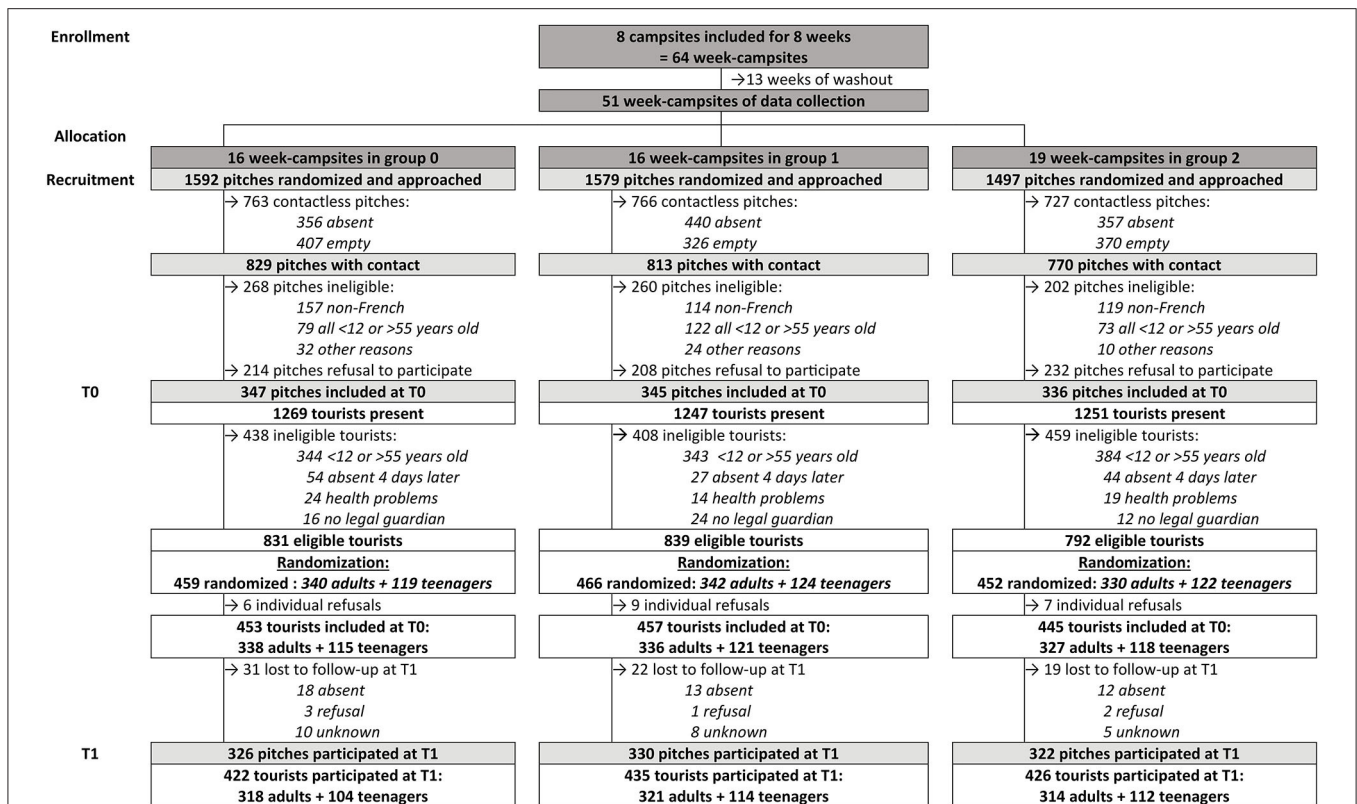 Enrollment
8 campsites included for 8 weeks
= 64 week-campsites
→13 weeks of washout
51 week-campsites of data collection
Allocation
16 week-campsites in group 0
16 week-campsites in group 1
19 week-campsites in group 2
Recruitment
1592 pitches randomized and approached
1579 pitches randomized and approached
1497 pitches randomized and approached
→ 763 contactless pitches:
356 absent
407 empty
→ 766 contactless pitches:
440 absent
326 empty
→ 727 contactless pitches:
357 absent
370 empty
829 pitches with contact
813 pitches with contact
770 pitches with contact
→ 268 pitches ineligible:
157 non-French
79 all <12 or >55 years old
32 other reasons
→ 214 pitches refusal to participate
→ 260 pitches ineligible:
114 non-French
122 all <12 or >55 years old
24 other reasons
→ 208 pitches refusal to participate
→ 202 pitches ineligible:
119 non-French
73 all <12 or >55 years old
10 other reasons
→ 232 pitches refusal to participate
T0
347 pitches included at T0
1269 tourists present
345 pitches included at T0
1247 tourists present
336 pitches included at T0
1251 tourists present
→ 438 ineligible tourists:
344 <12 or >55 years old
54 absent 4 days later
24 health problems
16 no legal guardian
→ 408 ineligible tourists:
343 <12 or >55 years old
27 absent 4 days later
14 health problems
24 no legal guardian
→ 459 ineligible tourists:
384 <12 or >55 years old
44 absent 4 days later
19 health problems
12 no legal guardian
831 eligible tourists
Randomization:
459 randomized : 340 adults + 119 teenagers
839 eligible tourists
Randomization:
466 randomized: 342 adults + 124 teenagers
792 eligible tourists
Randomization:
452 randomized: 330 adults + 122 teenagers
→ 6 individual refusals
→ 9 individual refusals
→ 7 individual refusals
453 tourists included at T0:
338 adults + 115 teenagers
457 tourists included at T0:
336 adults + 121 teenagers
445 tourists included at T0:
327 adults + 118 teenagers
→ 31 lost to follow-up at T1
18 absent
3 refusal
10 unknown
→ 22 lost to follow-up at T1
13 absent
1 refusal
8 unknown
→ 19 lost to follow-up at T1
12 absent
2 refusal
5 unknown
T1
326 pitches participated at T1
422 tourists participated at T1:
318 adults + 104 teenagers
330 pitches participated at T1
435 tourists participated at T1:
321 adults + 114 teenagers
322 pitches participated at T1
426 tourists participated at T1:
314 adults + 112 teenagers